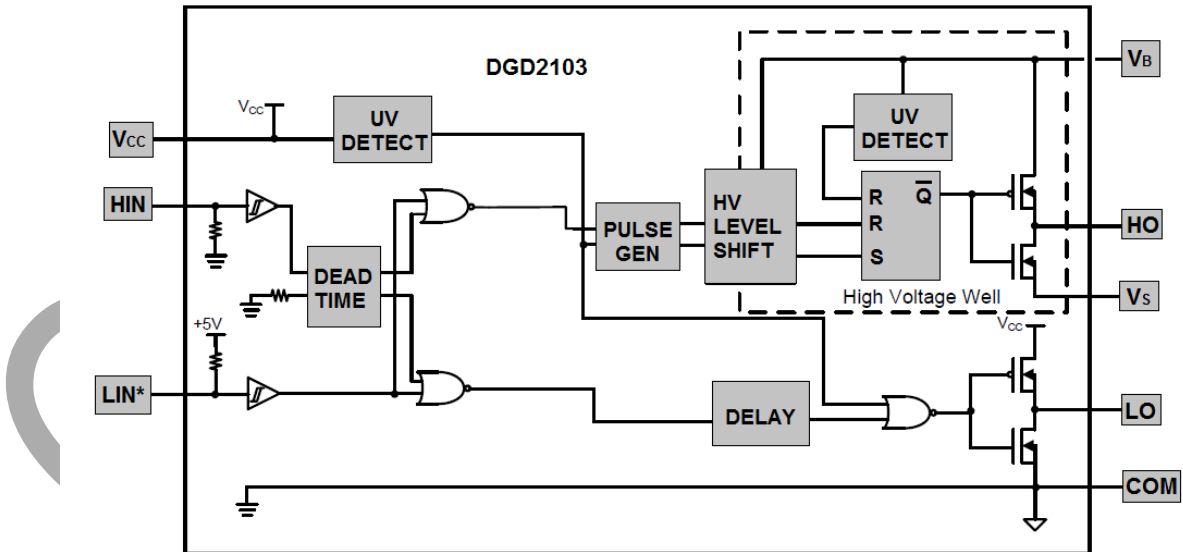 DGD2103
VB
VCC
UV
DETECT
VCC
UV
DETECT
HIN
HV
LEVEL
SHIFT
R
R
S
Q
PULSE
GEN
HO
DEAD
TIME
High Voltage Well
VS
+5V
VCC
LIN*
DELAY
LO
COM